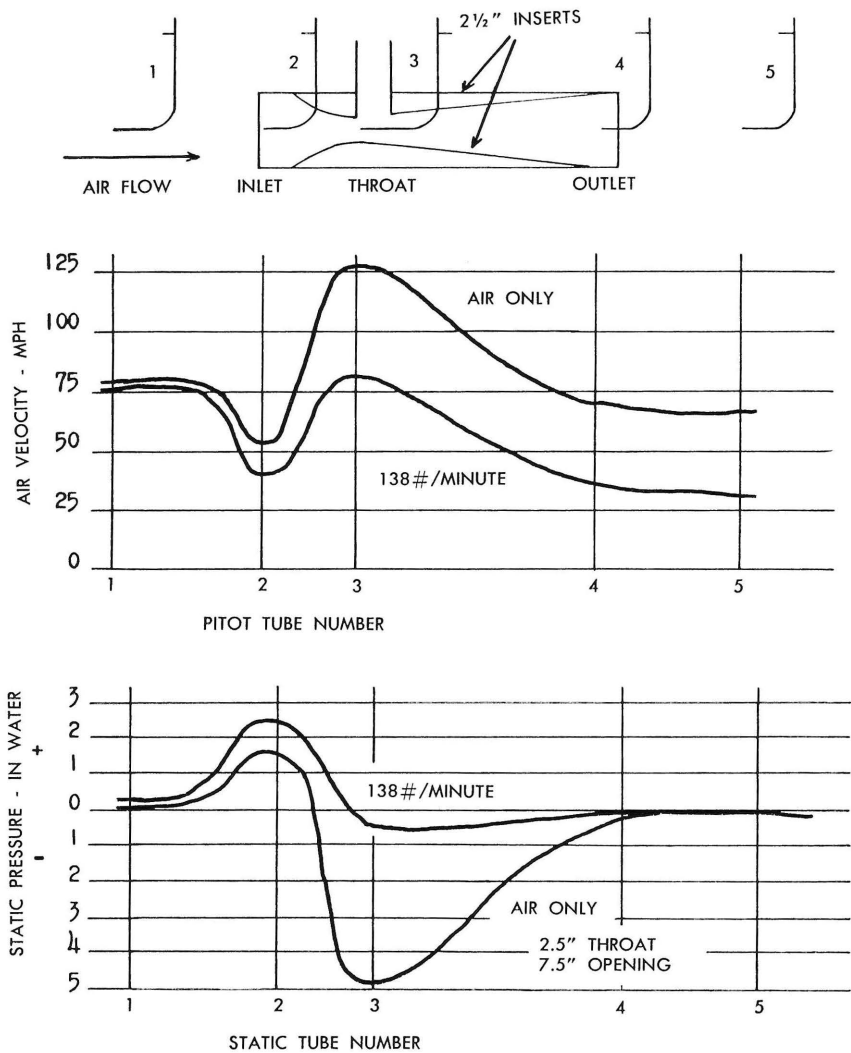 2½" INSERTS
1 2 3 4 5
AIR FLOW INLET THROAT OUTLET
AIR VELOCITY - MPH
125
100
75
50
25
0
AIR ONLY
138#/MINUTE
1 2 3 4 5
PITOT TUBE NUMBER
STATIC PRESSURE - IN WATER
- +
3
2
1
0
1
2
3
4
5
138#/MINUTE
AIR ONLY
2.5" THROAT
7.5" OPENING
1 2 3 4 5
STATIC TUBE NUMBER